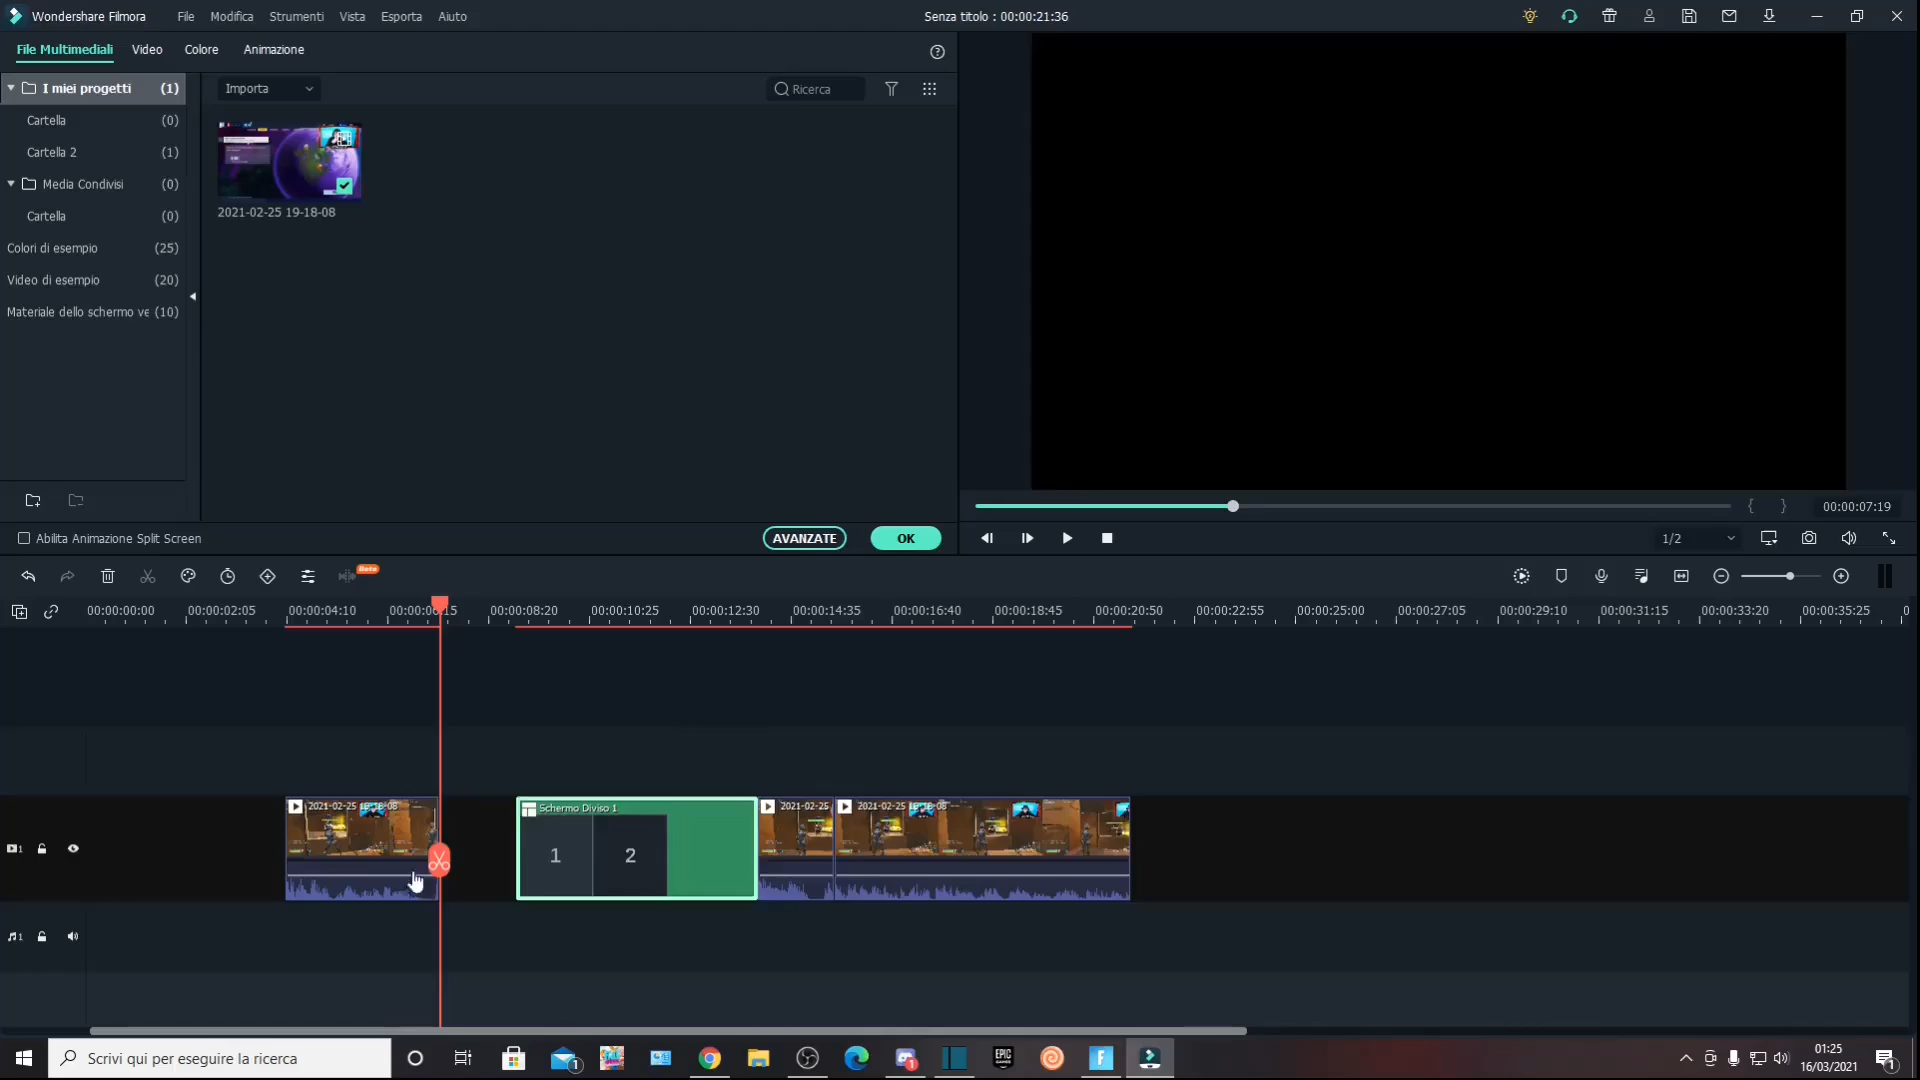 Wondershare Filmora File Modifica Strumenti Vista Esporta Aiuto Senza titolo : 00:00:21:36
File Multimediali Video Colore Animazione
I miei progetti (1) Importa Ricerca
Cartella (0)
Cartella 2 (1)
Media Condivisi (0)
Cartella (0)
2021-02-25 19-18-08
Colori di esempio (25)
Video di esempio (20)
Materiale dello schermo ve (10)
{ } 00:00:07:19
Abilita Animazione Split Screen AVANZATE OK 1/2
Beta
00:00:00:00 00:00:02:05 00:00:04:10 00:00:06:15 00:00:08:20 00:00:10:25 00:00:12:30 00:00:14:35 00:00:16:40 00:00:18:45 00:00:20:50 00:00:22:55 00:00:25:00 00:00:27:05 00:00:29:10 00:00:31:15 00:00:33:20 00:00:35:25 0
2021-02-25 19-18-08 Schermo Diviso 1 2021-02-25 2021-02-25 19-18-08
1 1 2
1
Scrivi qui per eseguire la ricerca 1 1 EPIC GAMES F 01:25
16/03/2021 1